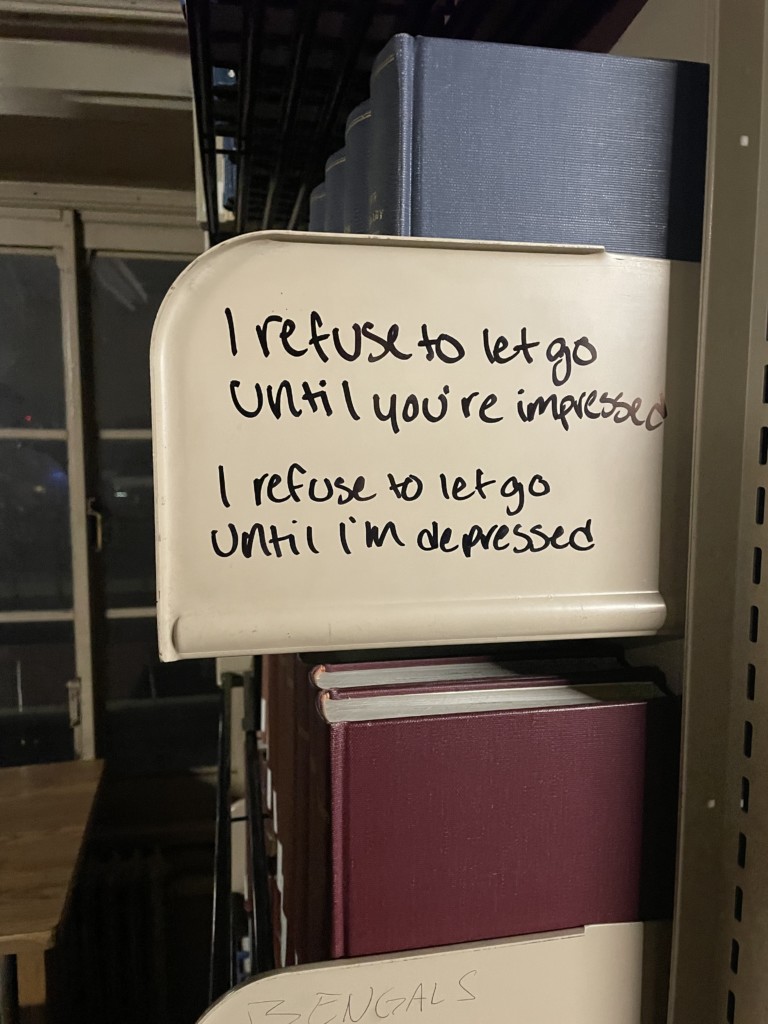 I refuse to let go
until you're impressed
I refuse to let go
until I'm depressed
BENGALS